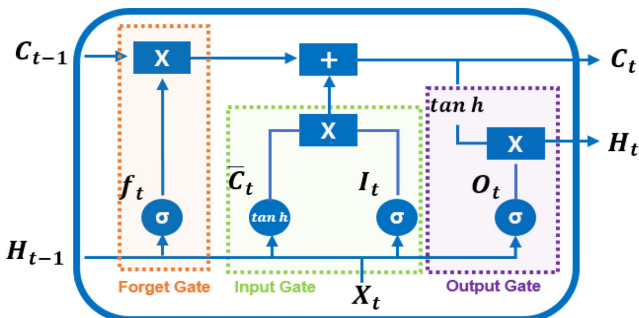 C_{t-1} X + C_t
tan h
X X H_t
f_t C̅_t I_t O_t
σ tan h σ σ
H_{t-1}
Forget Gate Input Gate X_t Output Gate